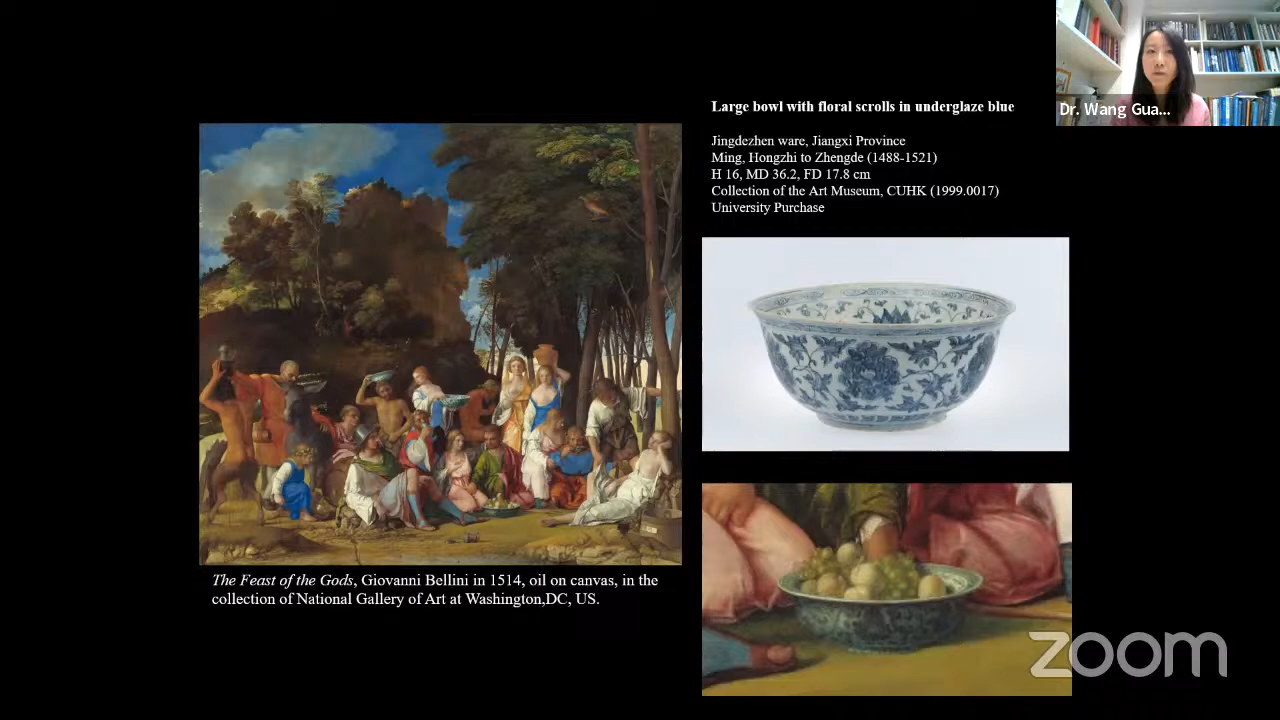 Large bowl with floral scrolls in underglaze blue
Jingdezhen ware, Jiangxi Province
Ming, Hongzhi to Zhengde (1488-1521)
H 16, MD 36.2, FD 17.8 cm
Collection of the Art Museum, CUHK (1999.0017)
University Purchase
Dr. Wang Gua...
The Feast of the Gods, Giovanni Bellini in 1514, oil on canvas, in the
collection of National Gallery of Art at Washington,DC, US.
zoom